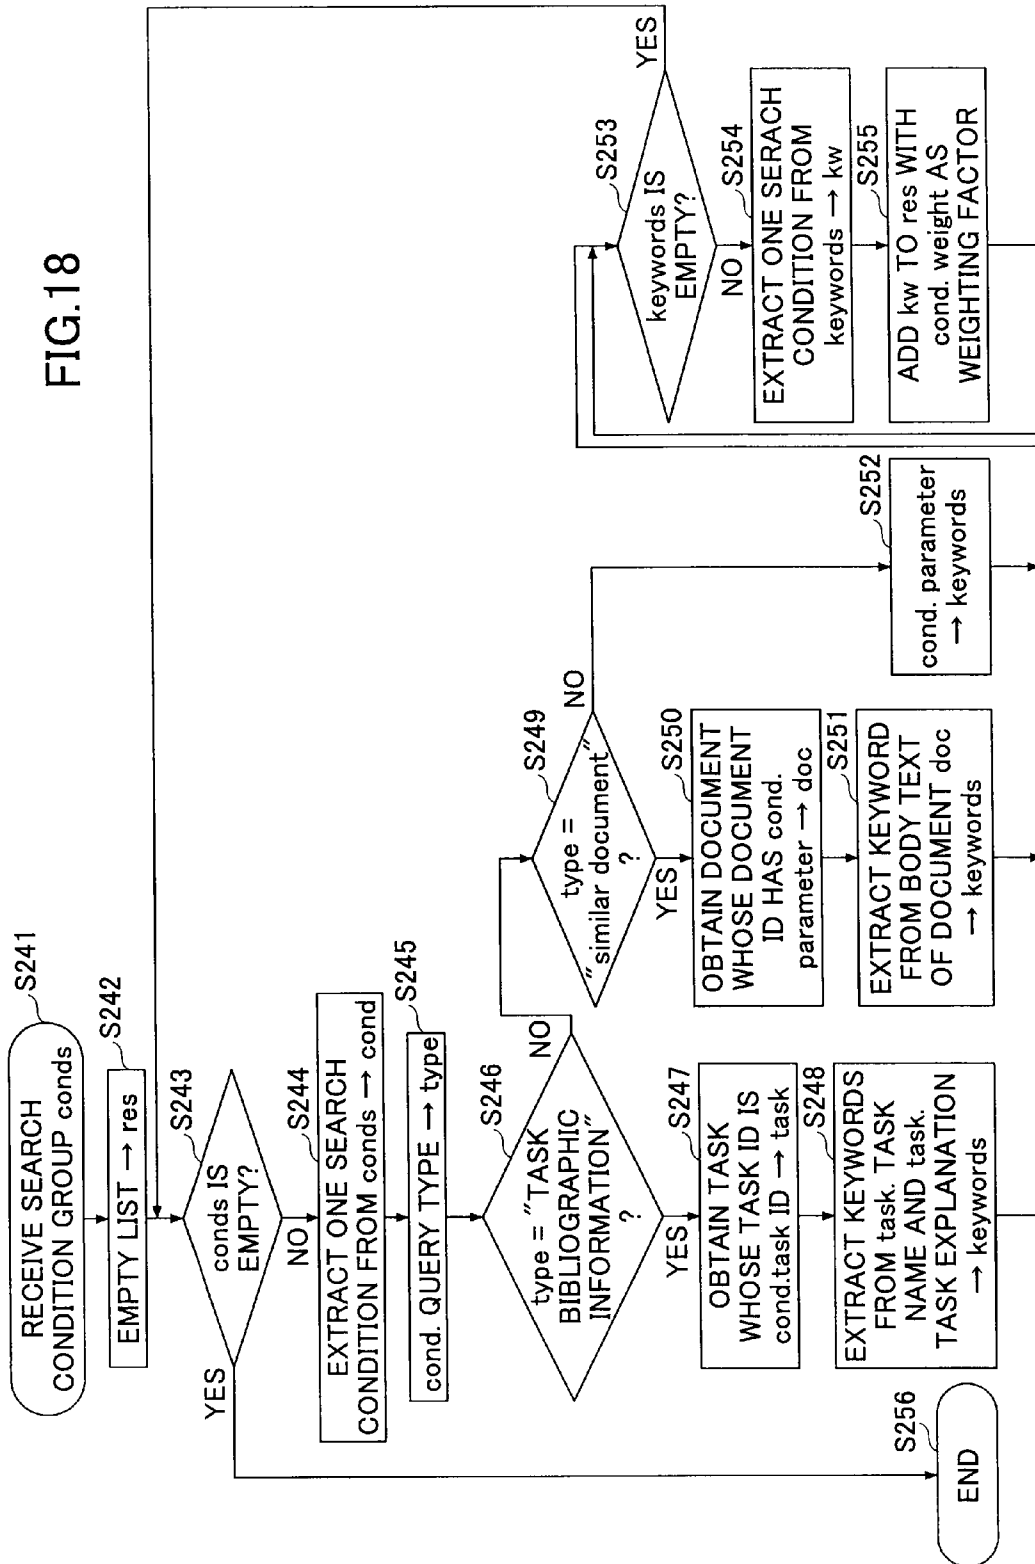 FIG.18
S241
RECEIVE SEARCH
CONDITION GROUP conds
S242
EMPTY LIST → res
S243
conds IS
EMPTY?
YES
NO
S244
EXTRACT ONE SEARCH
CONDITION FROM conds → cond
S245
cond. QUERY TYPE → type
S246
type = "TASK
BIBLIOGRAPHIC
INFORMATION"
?
NO
YES
S247
OBTAIN TASK
WHOSE TASK ID IS
cond.task ID → task
S248
EXTRACT KEYWORDS
FROM task. TASK
NAME AND task.
TASK EXPLANATION
→ keywords
S249
type =
"similar document"
?
NO
YES
S250
OBTAIN DOCUMENT
WHOSE DOCUMENT
ID HAS cond.
parameter → doc
S251
EXTRACT KEYWORD
FROM BODY TEXT
OF DOCUMENT doc
→ keywords
S252
cond. parameter
→ keywords
S253
keywords IS
EMPTY?
YES
NO
S254
EXTRACT ONE SERACH
CONDITION FROM
keywords → kw
S255
ADD kw TO res WITH
cond. weight AS
WEIGHTING FACTOR
S256
END